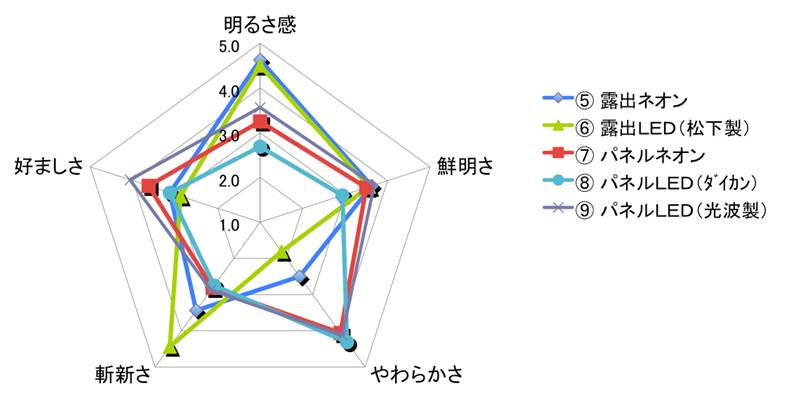 明るさ感
5.0
4.0
3.0
2.0
1.0
好ましさ
鮮明さ
斬新さ
やわらかさ
⑤ 露出ネオン
⑥ 露出LED(松下製)
⑦ パネルネオン
⑧ パネルLED(ﾀﾞｲｶﾝ)
⑨ パネルLED(光波製)